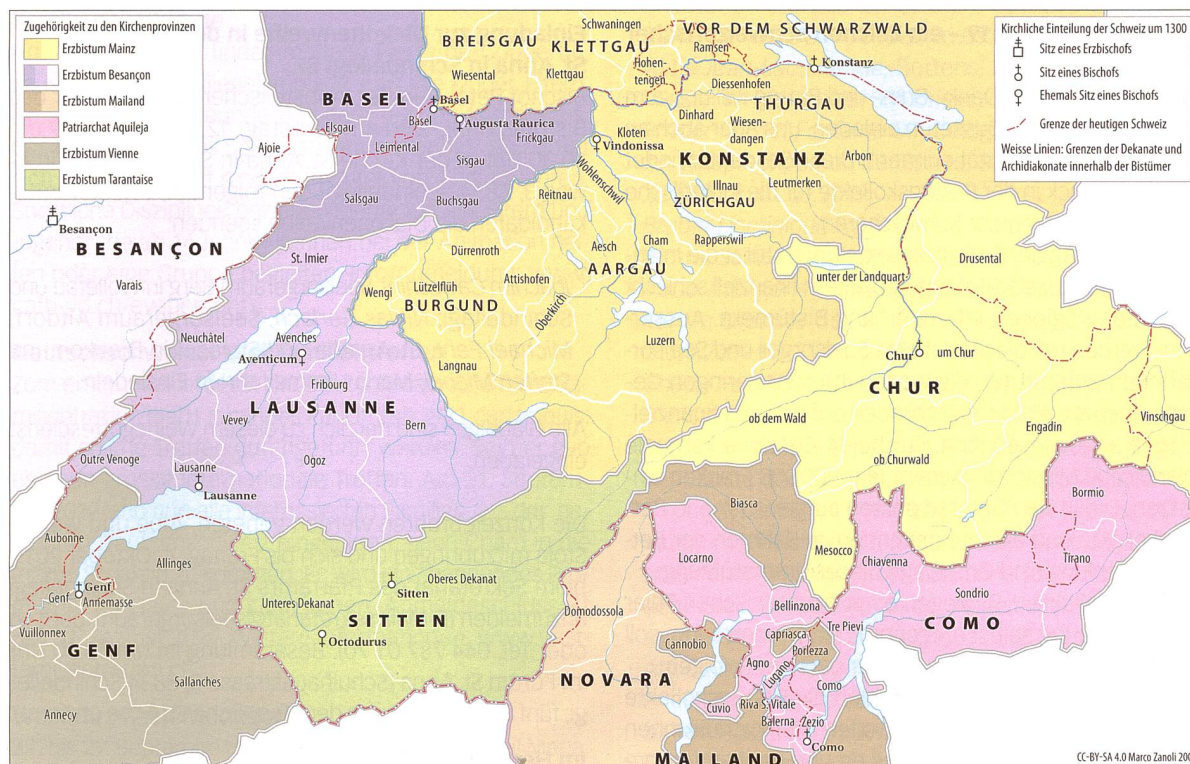 Zugehörigkeit zu den Kirchenprovinzen
Erzbistum Mainz
Erzbistum Besançon
Erzbistum Mailand
Patriarchat Aquileja
Erzbistum Vienne
Erzbistum Tarantaise
Kirchliche Einteilung der Schweiz um 1300
Sitz eines Erzbischofs
Sitz eines Bischofs
Ehemals Sitz eines Bischofs
Grenze der heutigen Schweiz
Weisse Linien: Grenzen der Dekanate und
Archidiakonate innerhalb der Bistümer
Schwaningen
VOR DEM SCHWARZWALD
BREISGAU
KLETTGAU
Ramsen
Hohen-
tengen
Konstanz
Wiesental
Klettgau
Diessenhofen
BASEL
Basel
THURGAU
Basel
Augusta Raurica
Dinhard
Wiesen-
dangen
Elsgau
Leimental
Frickgau
Kloten
Vindonissa
Ajoie
Sisgau
KONSTANZ
Arbon
Wohlenschwil
Illnau
Leutmerken
Salsgau
Buchsgau
Reitnau
ZÜRICHGAU
Besançon
BESANÇON
Dürrenroth
Aesch
Cham
Rapperswil
St. Imier
Drusental
Varais
Wengi
Lützelflüh
Attishofen
AARGAU
unter der Landquart
BURGUND
Oberkirch
Neuchâtel
Avenches
Aventicum
Luzern
Chur
um Chur
Langnau
Fribourg
CHUR
LAUSANNE
Vevey
Bern
ob dem Wald
Vinschgau
Engadin
Outre Venoge
Lausanne
Ogoz
ob Churwald
Lausanne
Biasca
Bormio
Aubonne
Allinges
Locarno
Mesocco
Chiavenna
Tirano
Genf
Genf
Annemasse
Oberes Dekanat
Sitten
Unteres Dekanat
Sondrio
Domodossola
Bellinzona
SITTEN
COMO
Vuillonnex
Octodurus
Cannobio
Capriasca
Tre Pievi
Porlezza
GENF
Agno
Lugano
NOVARA
Sallanches
Como
Cuvio
Riva S. Vitale
Annecy
Balerna
Zezio
Como
MAILAND
CC-BY-SA 4.0 Marco Zanoli 200